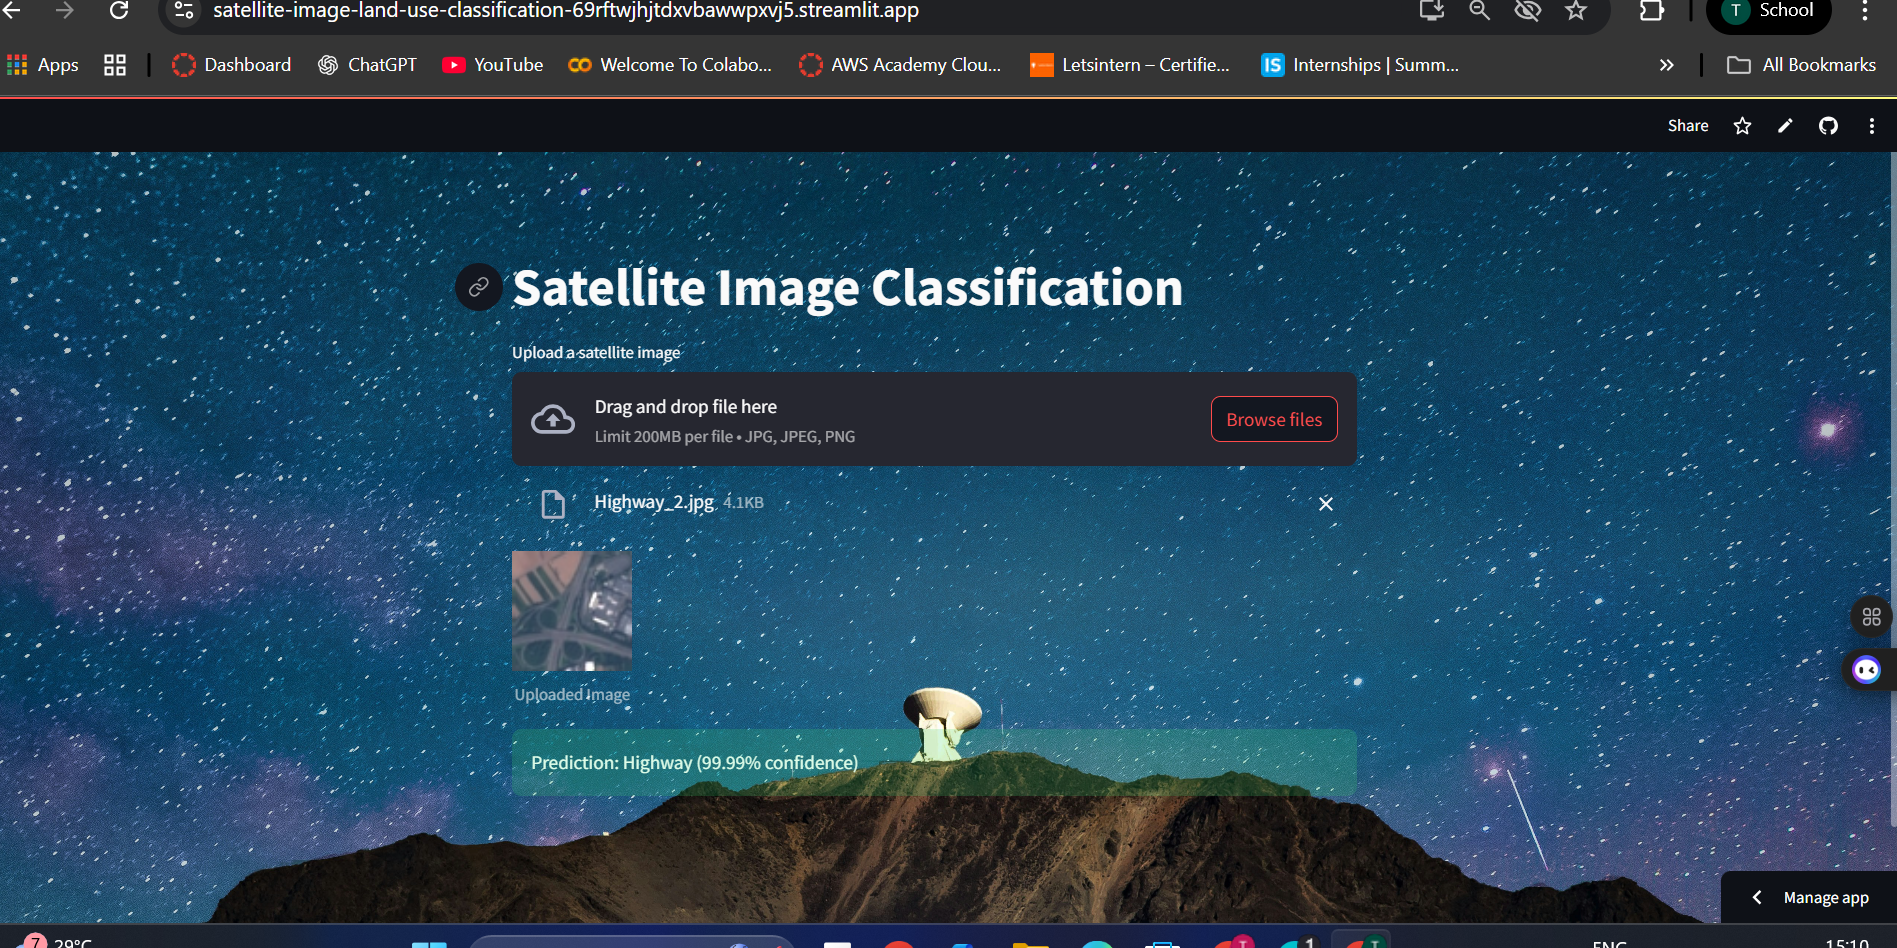 satellite-image-land-use-classification-69rftwjhjtdxvbawwpxvj5.streamlit.app
T School
Apps Dashboard ChatGPT YouTube Welcome To Colabo... AWS Academy Clou... Letsintern – Certifie... IS Internships | Summ... » All Bookmarks
Share
Satellite Image Classification
Upload a satellite image
Drag and drop file here
Limit 200MB per file • JPG, JPEG, PNG
Browse files
Highway_2.jpg 4.1KB
Uploaded Image
Prediction: Highway (99.99% confidence)
Manage app
7 29°C T 1 T ENG 15:10